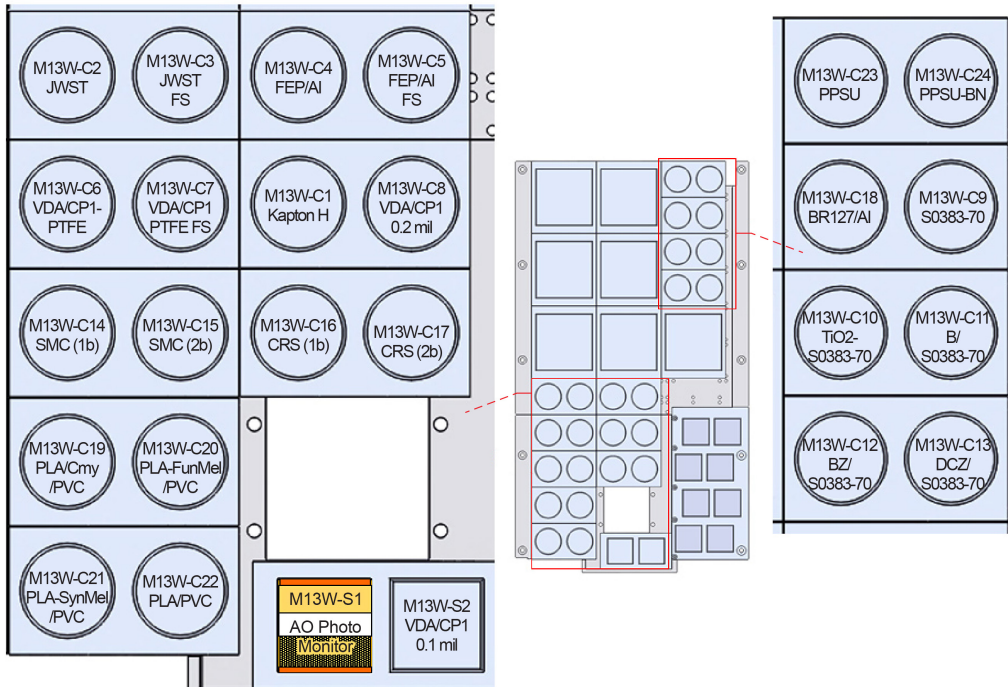 M13W-C2
JWST
M13W-C3
JWST
FS
M13W-C4
FEP/Al
M13W-C5
FEP/Al
FS
M13W-C6
VDA/CP1-
PTFE
M13W-C7
VDA/CP1
PTFE FS
M13W-C1
Kapton H
M13W-C8
VDA/CP1
0.2 mil
M13W-C14
SMC (1b)
M13W-C15
SMC (2b)
M13W-C16
CRS (1b)
M13W-C17
CRS (2b)
M13W-C19
PLA/Cmy
/PVC
M13W-C20
PLA-FunMel
/PVC
M13W-C21
PLA-SynMel
/PVC
M13W-C22
PLA/PVC
M13W-S1
AO Photo
Monitor
M13W-S2
VDA/CP1
0.1 mil
M13W-C23
PPSU
M13W-C24
PPSU-BN
M13W-C18
BR127/Al
M13W-C9
S0383-70
M13W-C10
TiO2-
S0383-70
M13W-C11
B/
S0383-70
M13W-C12
BZ/
S0383-70
M13W-C13
DCZ/
S0383-70